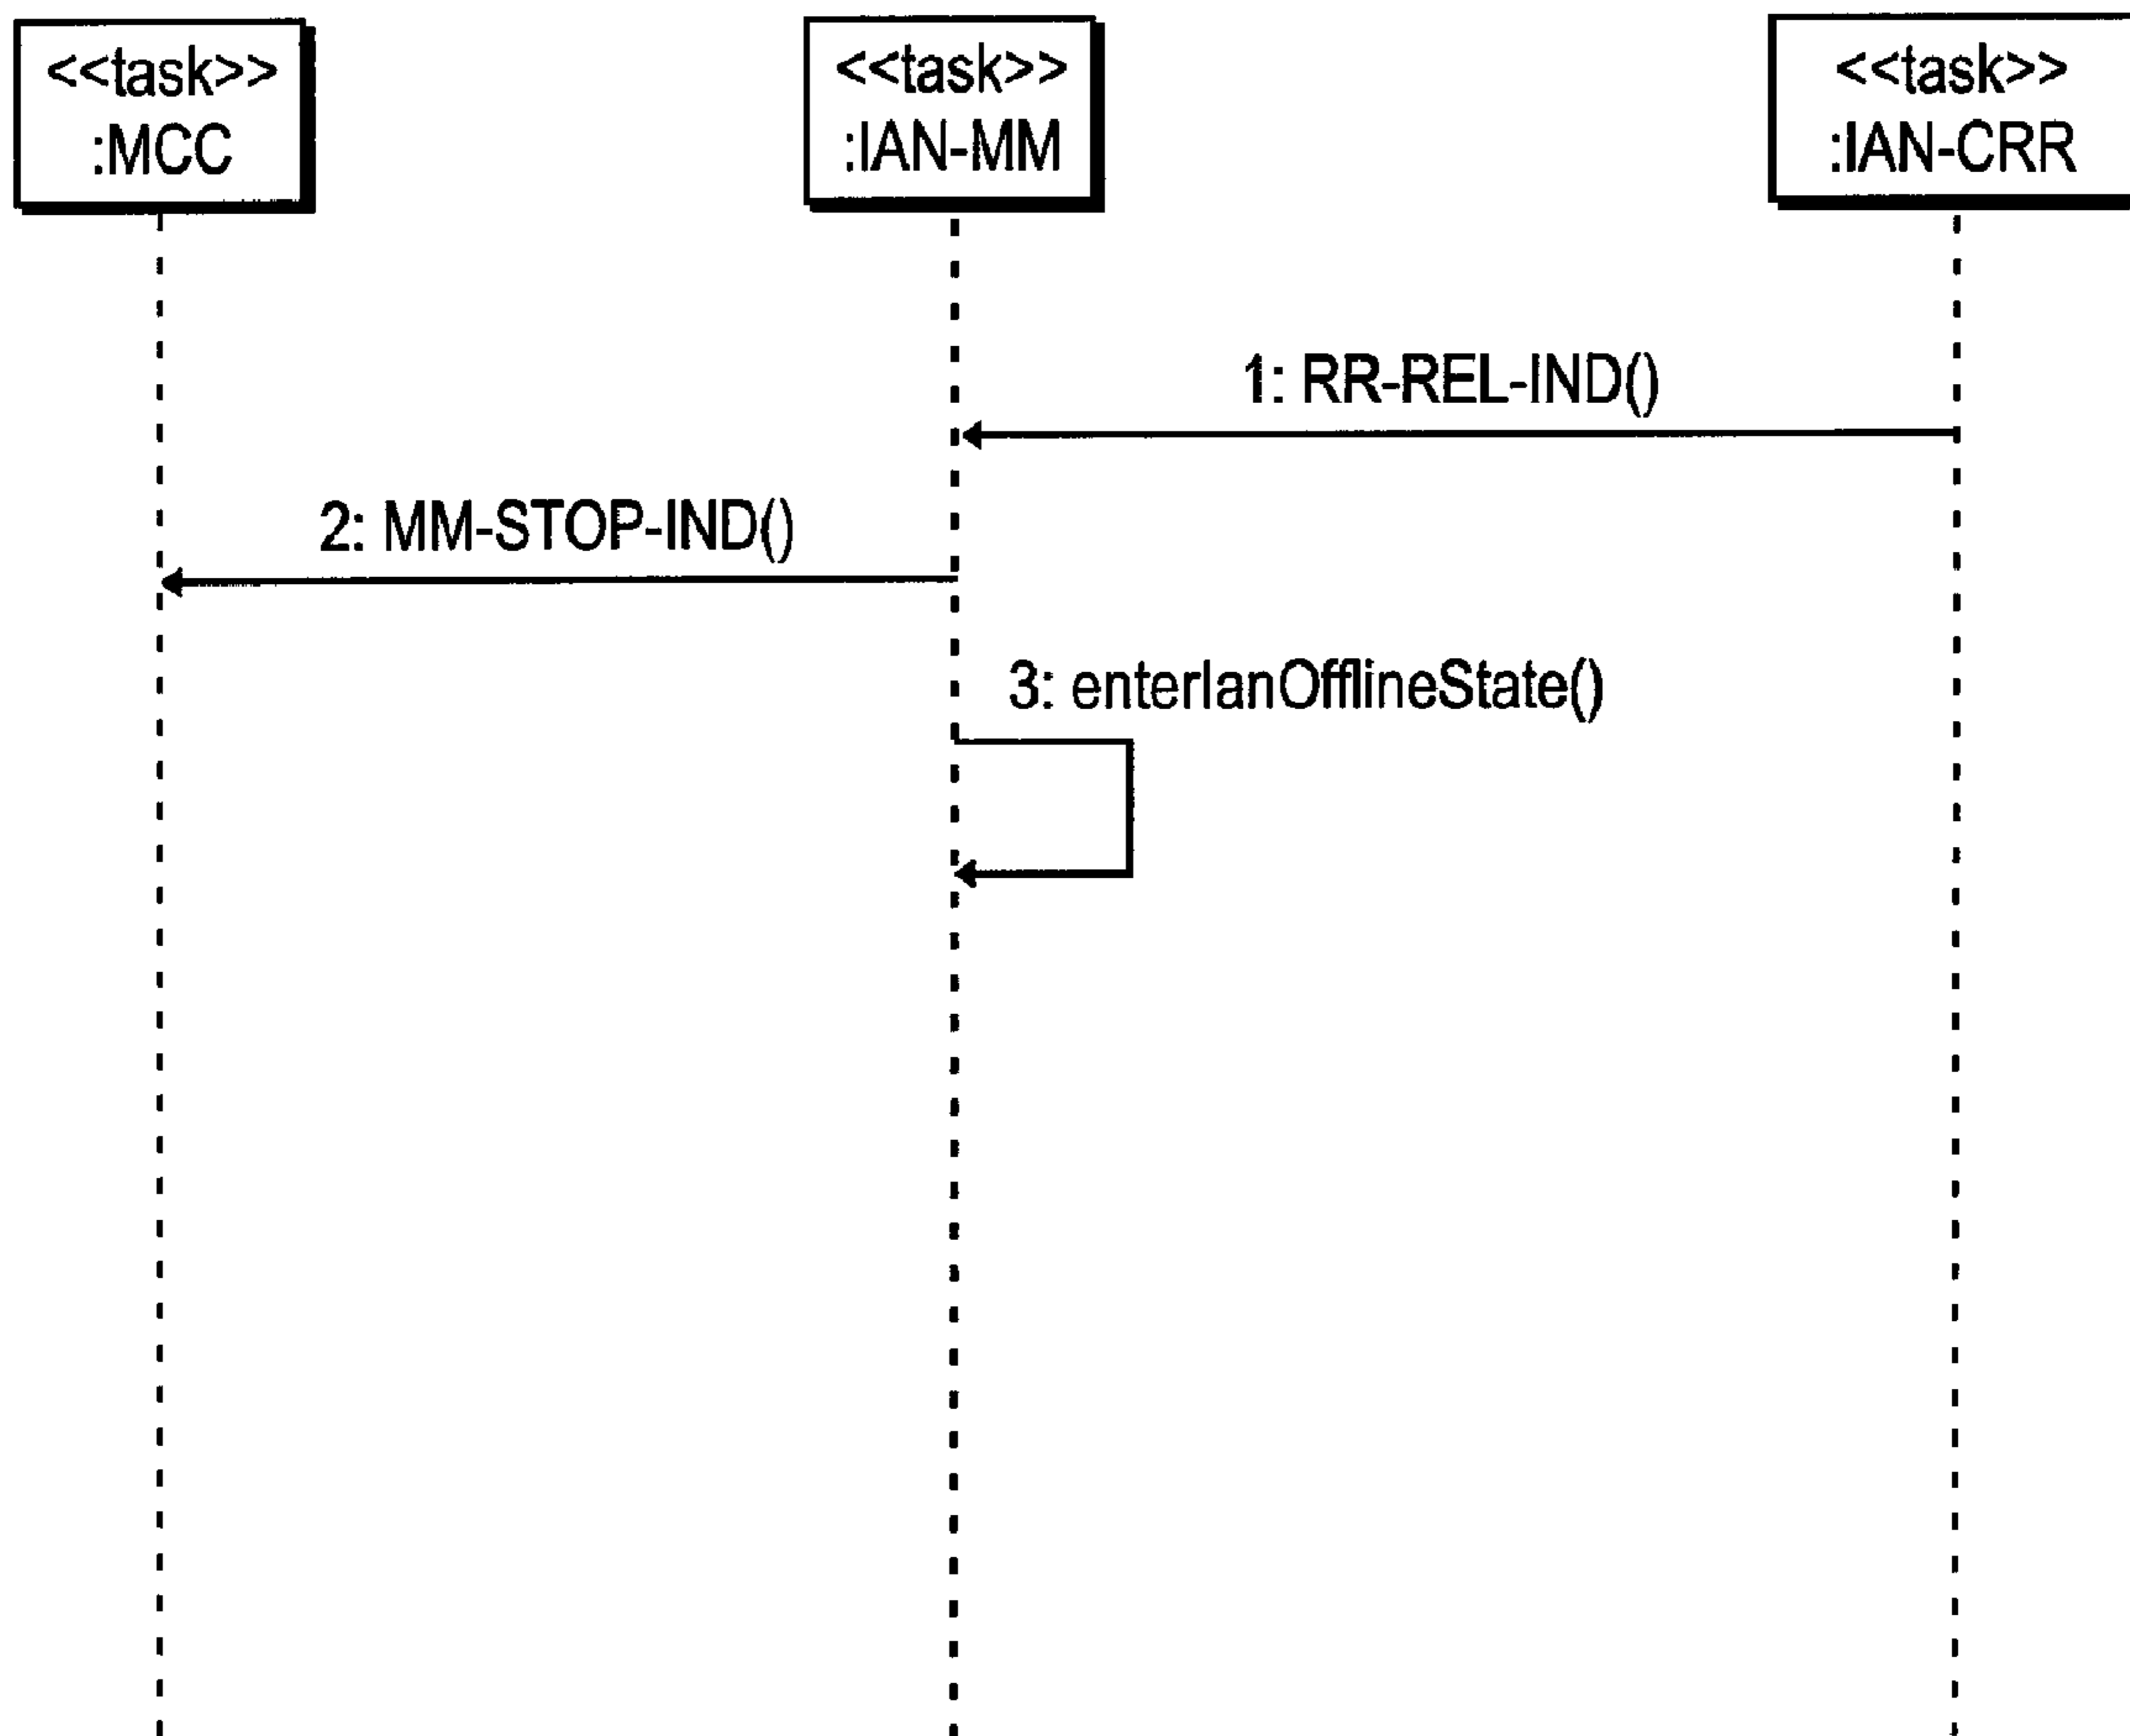 <<task>>
:MCC
<<task>>
:IAN-MM
<<task>>
:IAN-CRR
1: RR-REL-IND()
2: MM-STOP-IND()
3: enterIanOfflineState()